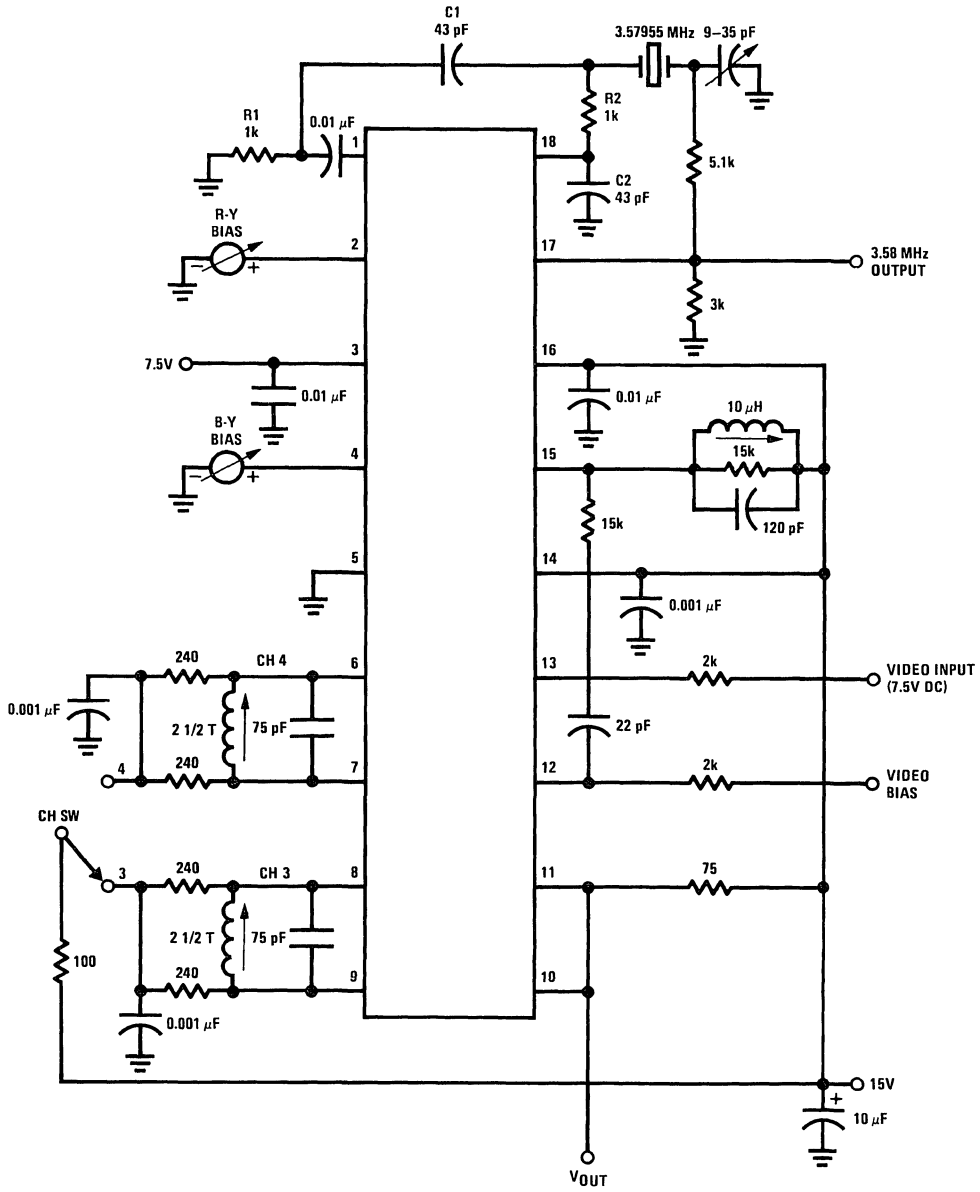 C1
43 pF
3.57955 MHz
9–35 pF
R1
1k
0.01 µF
1
18
R2
1k
C2
43 pF
5.1k
R-Y
BIAS
–
+
2
17
3.58 MHz
OUTPUT
3k
7.5V
3
16
0.01 µF
0.01 µF
10 µH
15k
120 pF
B-Y
BIAS
–
+
4
15
15k
5
14
0.001 µF
240
CH 4
6
13
2k
VIDEO INPUT
(7.5V DC)
0.001 µF
2 1/2 T
75 pF
22 pF
4
240
7
12
2k
VIDEO
BIAS
CH SW
3
240
CH 3
8
11
75
2 1/2 T
75 pF
100
240
9
10
0.001 µF
15V
+
10 µF
VOUT